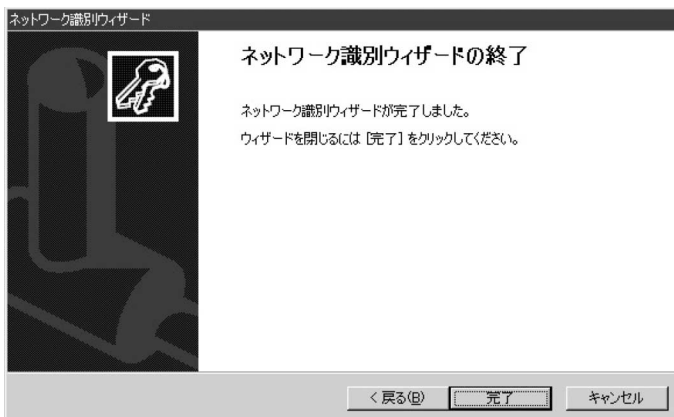 ネットワーク識別ウィザード
ネットワーク識別ウィザードの終了
ネットワーク識別ウィザードが完了しました。
ウィザードを閉じるには [完了] をクリックしてください。
< 戻る(B) 完了 キャンセル